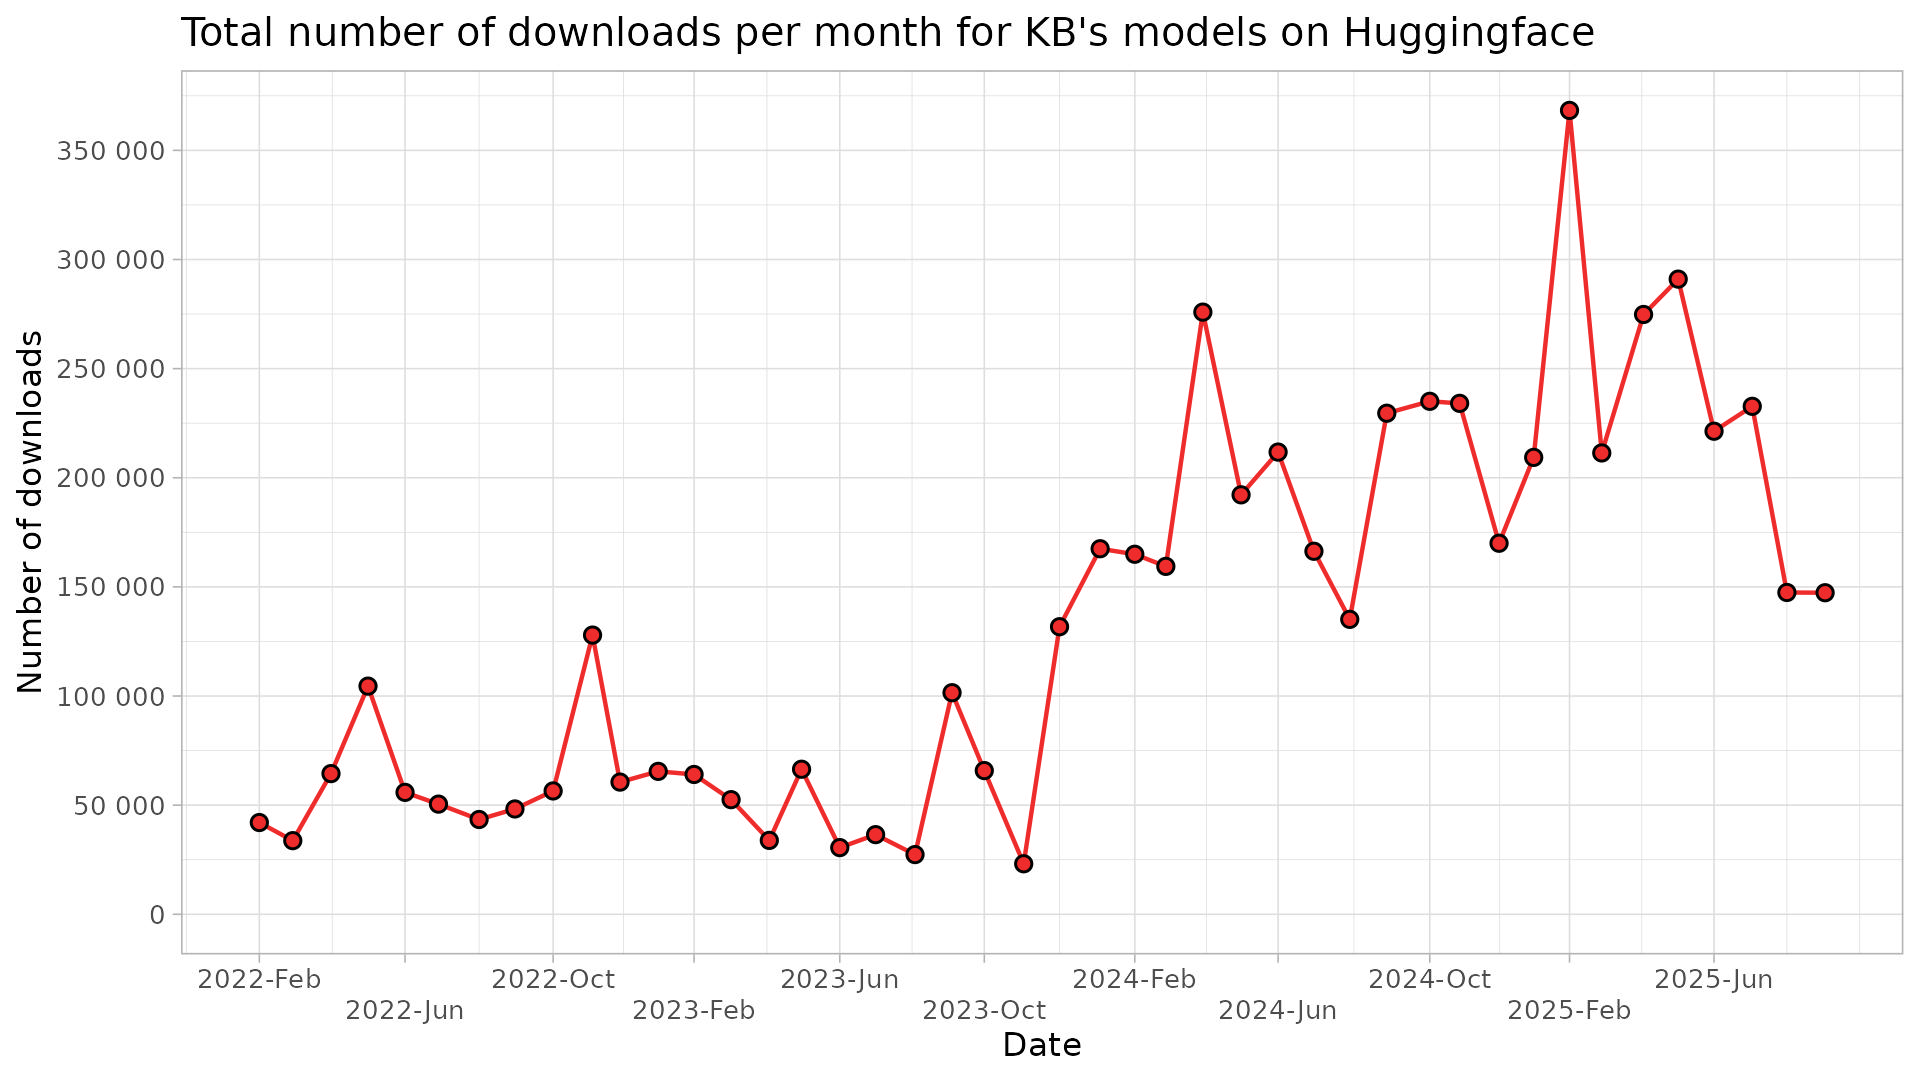 Total number of downloads per month for KB's models on Huggingface
Number of downloads
350 000
300 000
250 000
200 000
150 000
100 000
50 000
0
2022-Feb
2022-Jun
2022-Oct
2023-Feb
2023-Jun
2023-Oct
2024-Feb
2024-Jun
2024-Oct
2025-Feb
2025-Jun
Date